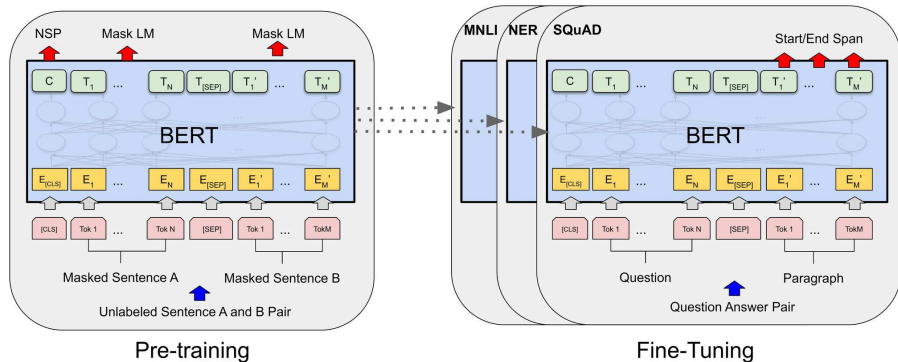 NSP Mask LM Mask LM
C T1 ... TN T[SEP] T1' ... TM'
BERT
E[CLS] E1 ... EN E[SEP] E1' ... EM'
[CLS] Tok 1 ... Tok N [SEP] Tok 1 ... TokM
Masked Sentence A Masked Sentence B
Unlabeled Sentence A and B Pair
Pre-training
MNLI NER SQuAD
Start/End Span
C T1 ... TN T[SEP] T1' ... TM'
BERT
E[CLS] E1 ... EN E[SEP] E1' ... EM'
[CLS] Tok 1 ... Tok N [SEP] Tok 1 ... TokM
Question Paragraph
Question Answer Pair
Fine-Tuning